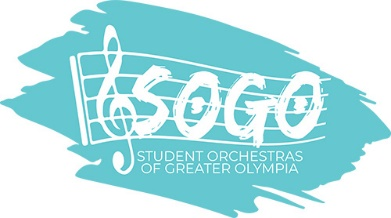 SOGO
STUDENT ORCHESTRAS
OF GREATER OLYMPIA